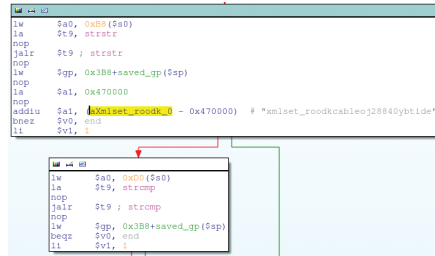 lw $a0, 0xB8($s0)
la $t9, strstr
nop
jalr $t9 ; strstr
nop
lw $gp, 0x3B8+saved_gp($sp)
nop
la $a1, 0x470000
nop
addiu $a1, (aXmlset_roodk_0 - 0x470000) # "xmlset_roodkcableoj28840ybtide"
bnez $v0, end
li $v1, 1
lw $a0, 0xD0($s0)
la $t9, strcmp
nop
jalr $t9 ; strcmp
nop
lw $gp, 0x3B8+saved_gp($sp)
beqz $v0, end
li $v1, 1